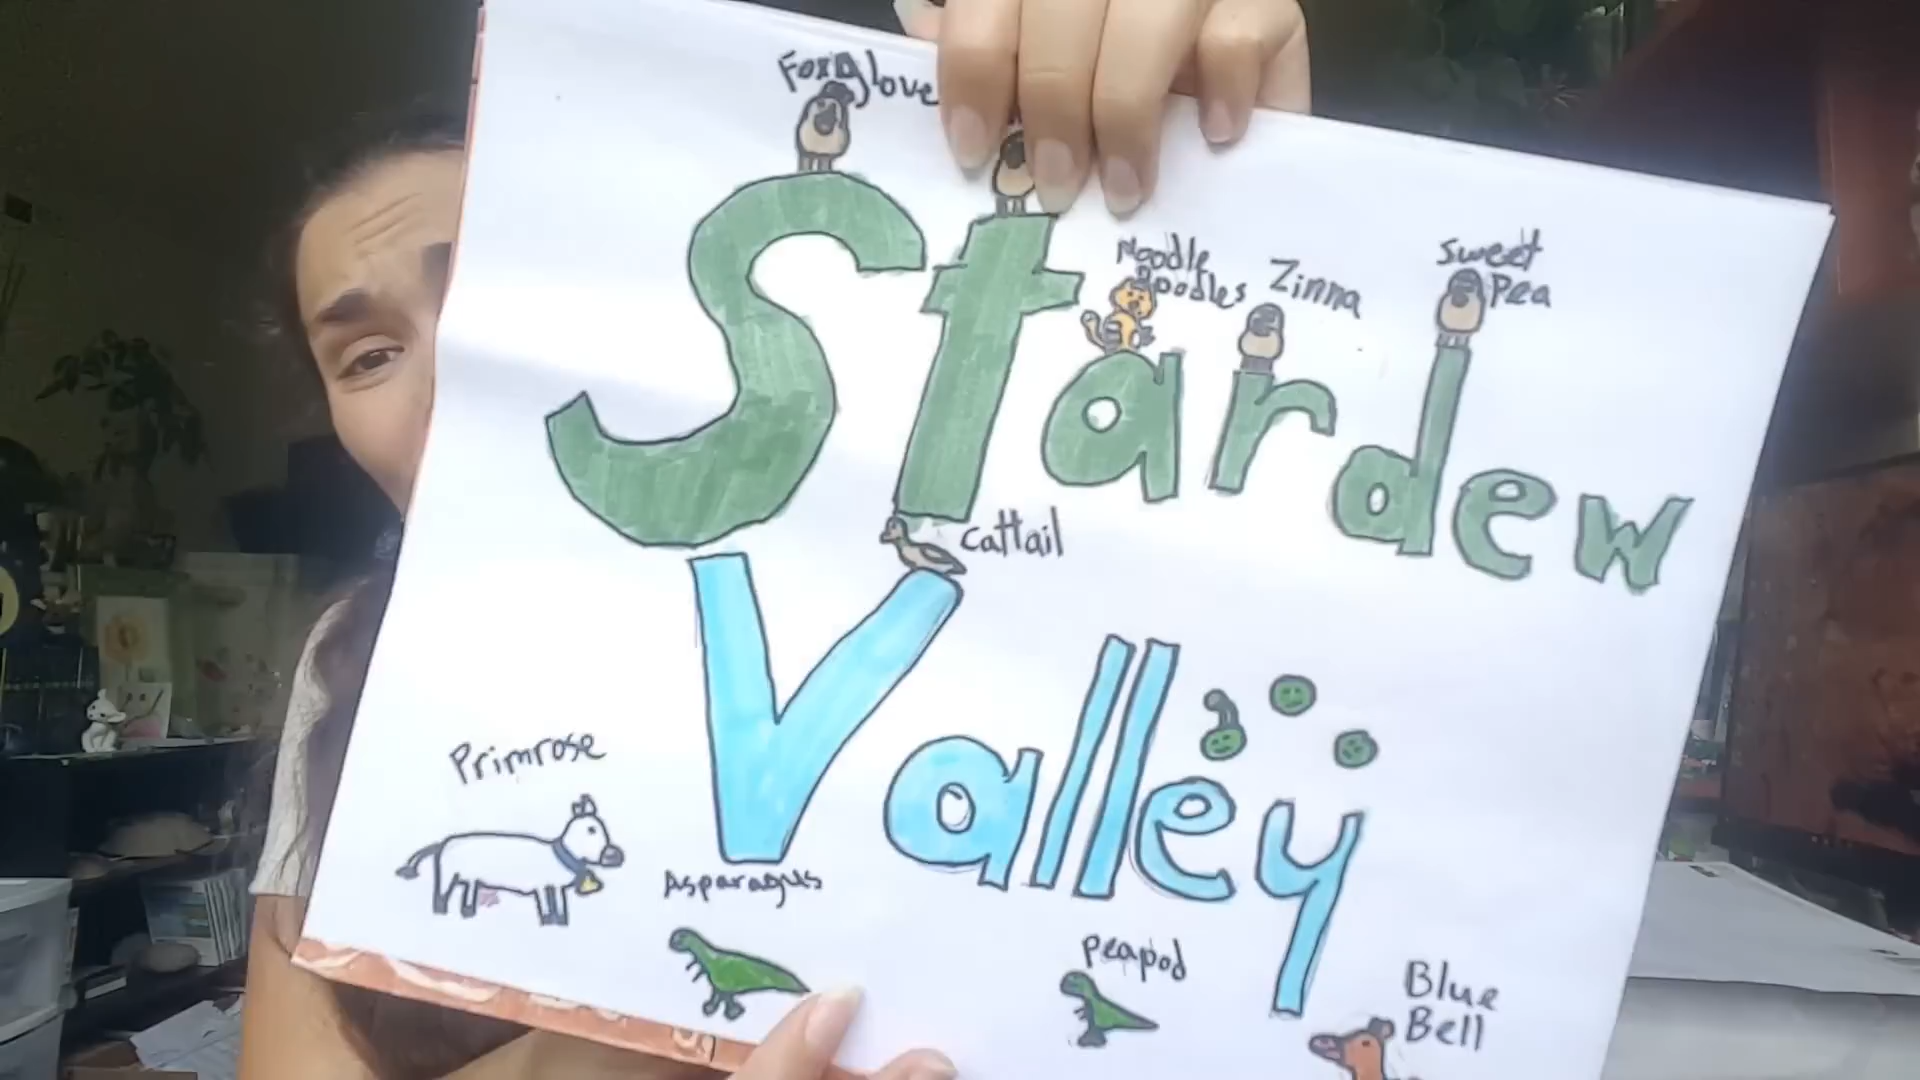 Foxglove
Noodle
Doodles
Zinna
Sweet
Pea
Stardew
Cattail
Valley
Primrose
Asparagus
Peapod
Blue
Bell